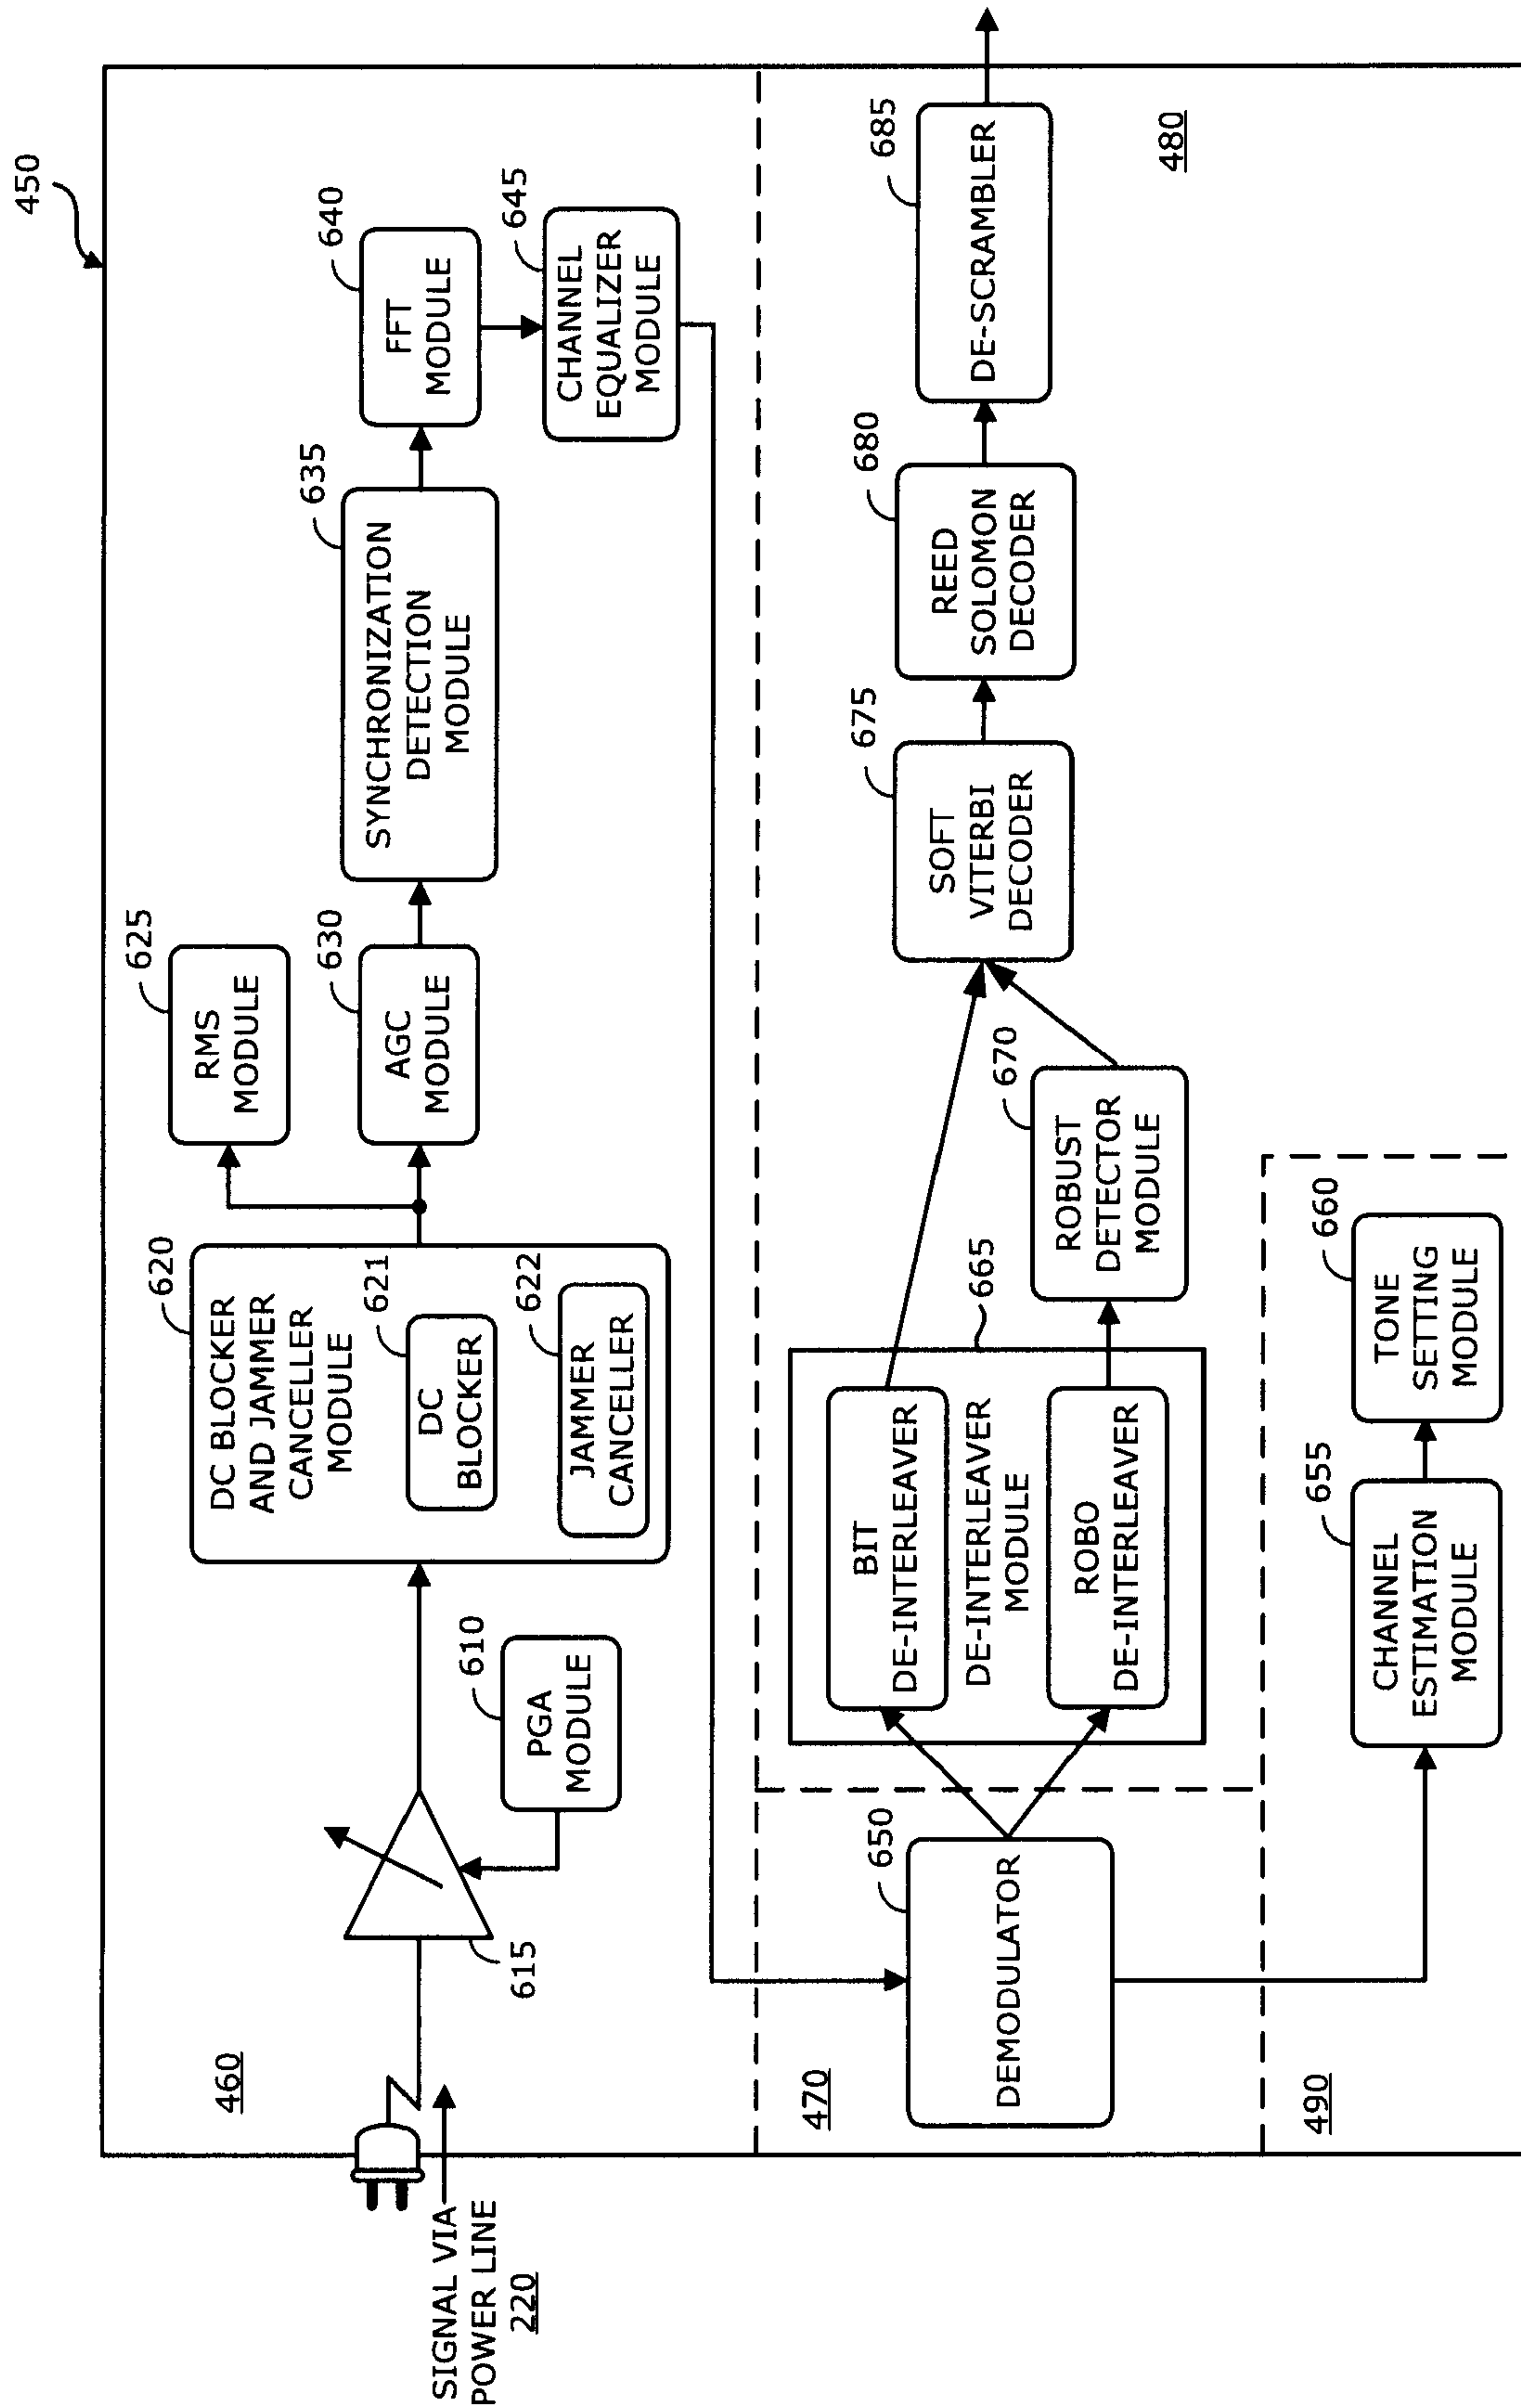 450
460
SIGNAL VIA
POWER LINE
220
615
610
PGA
MODULE
620
DC BLOCKER
AND JAMMER
CANCELLER
MODULE
621
DC
BLOCKER
622
JAMMER
CANCELLER
625
RMS
MODULE
630
AGC
MODULE
635
SYNCHRONIZATION
DETECTION
MODULE
640
FFT
MODULE
645
CHANNEL
EQUALIZER
MODULE
470
650
DEMODULATOR
BIT
DE-INTERLEAVER
DE-INTERLEAVER
MODULE
ROBO
DE-INTERLEAVER
665
670
ROBUST
DETECTOR
MODULE
675
SOFT
VITERBI
DECODER
680
REED
SOLOMON
DECODER
685
DE-SCRAMBLER
480
490
655
CHANNEL
ESTIMATION
MODULE
660
TONE
SETTING
MODULE